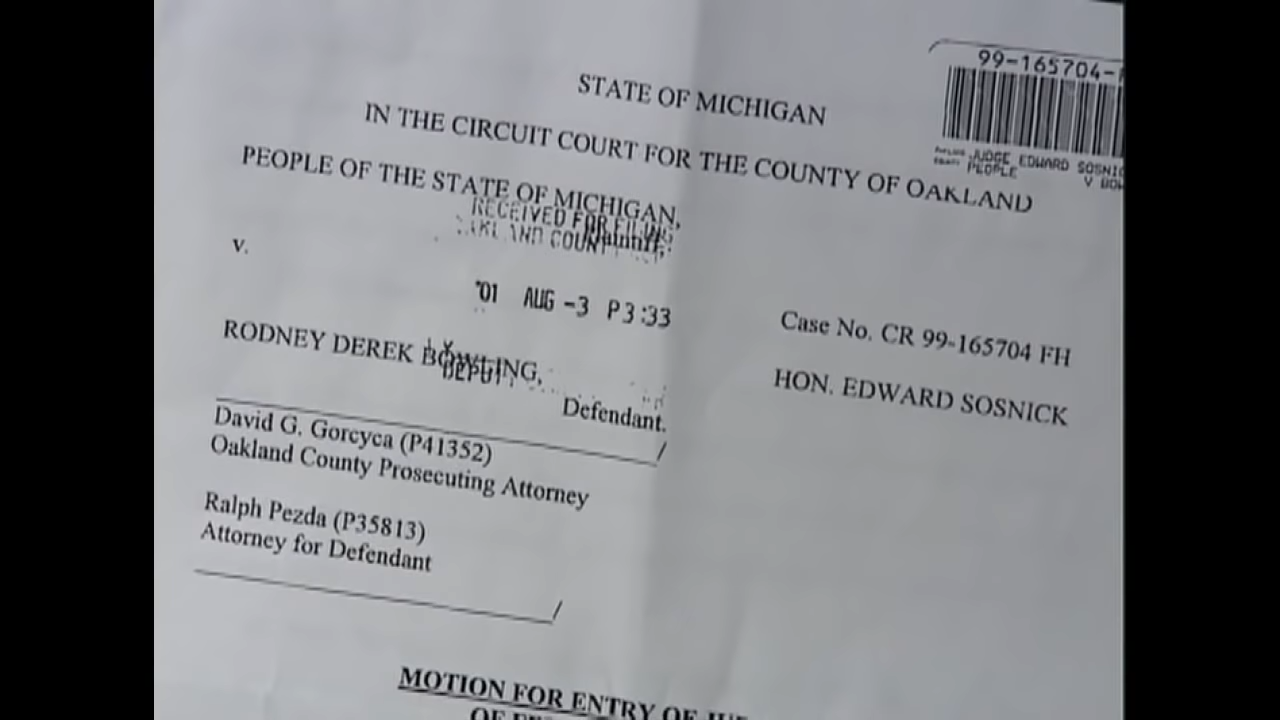 99-165704-
JUDGE EDWARD SOSNIC
PEOPLE V BOW
STATE OF MICHIGAN
IN THE CIRCUIT COURT FOR THE COUNTY OF OAKLAND
PEOPLE OF THE STATE OF MICHIGAN,
RECEIVED FOR FILING
Plaintiff,
v.
'01 AUG -3 P3:33
Case No. CR 99-165704 FH
RODNEY DEREK BOWLING,
HON. EDWARD SOSNICK
Defendant.
David G. Gorcyca (P41352)
Oakland County Prosecuting Attorney
Ralph Pezda (P35813)
Attorney for Defendant
MOTION FOR ENTRY OF